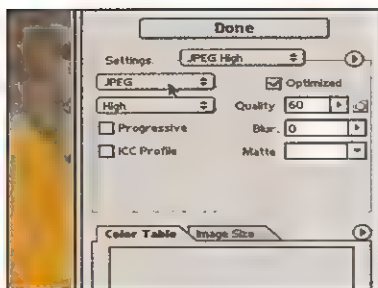 Done
Settings: JPEG High
JPEG
Optimized
High
Quality: 60
Progressive
Blur: 0
ICC Profile
Matte:
Color Table
Image Size